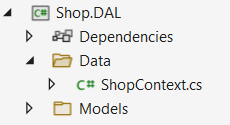 Shop.DAL
Dependencies
Data
ShopContext.cs
Models